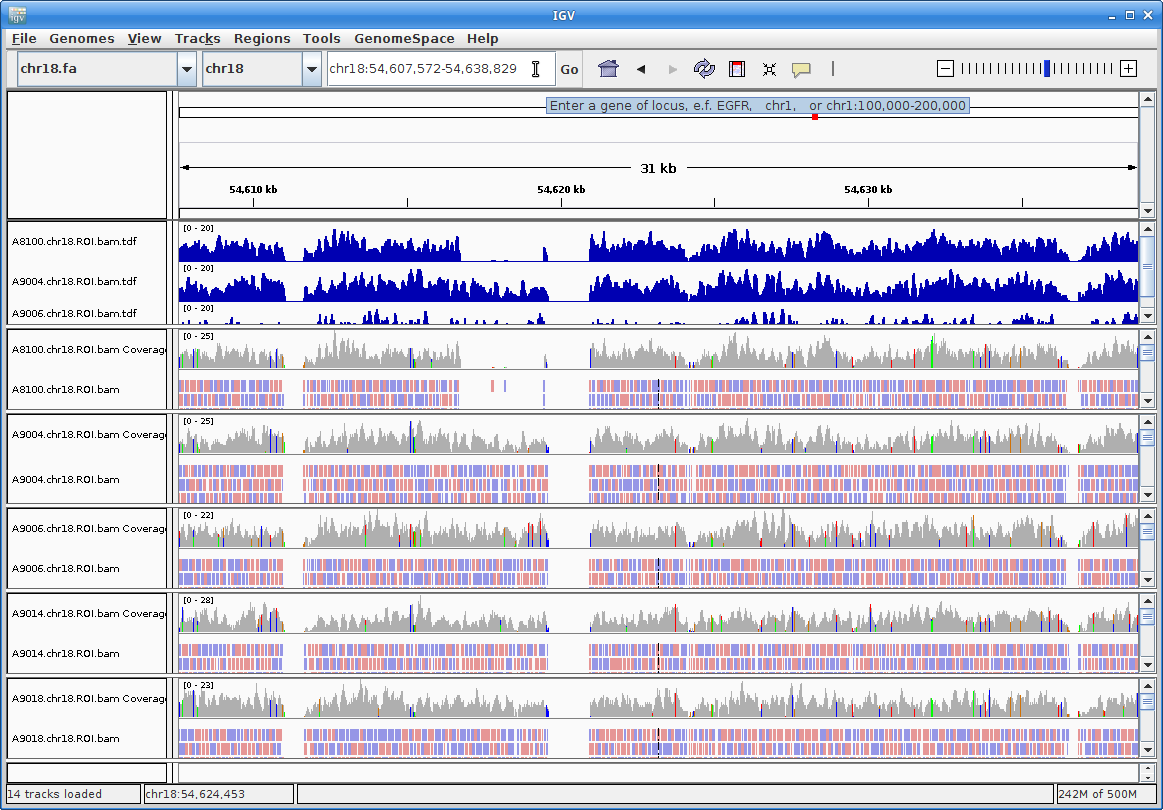 IGV
igv
File Genomes View Tracks Regions Tools GenomeSpace Help
chr18.fa chr18 chr18:54,607,572-54,638,829 Go
Enter a gene of locus, e.f. EGFR, chr1, or chr1:100,000-200,000
31 kb
54,610 kb 54,620 kb 54,630 kb
[0 - 20]
A8100.chr18.ROI.bam.tdf
[0 - 20]
A9004.chr18.ROI.bam.tdf
[0 - 20]
A9006.chr18.ROI.bam.tdf
[0 - 25]
A8100.chr18.ROI.bam Coverag
A8100.chr18.ROI.bam
[0 - 25]
A9004.chr18.ROI.bam Coverag
A9004.chr18.ROI.bam
[0 - 22]
A9006.chr18.ROI.bam Coverag
A9006.chr18.ROI.bam
[0 - 28]
A9014.chr18.ROI.bam Coverag
A9014.chr18.ROI.bam
[0 - 23]
A9018.chr18.ROI.bam Coverag
A9018.chr18.ROI.bam
14 tracks loaded chr18:54,624,453 242M of 500M